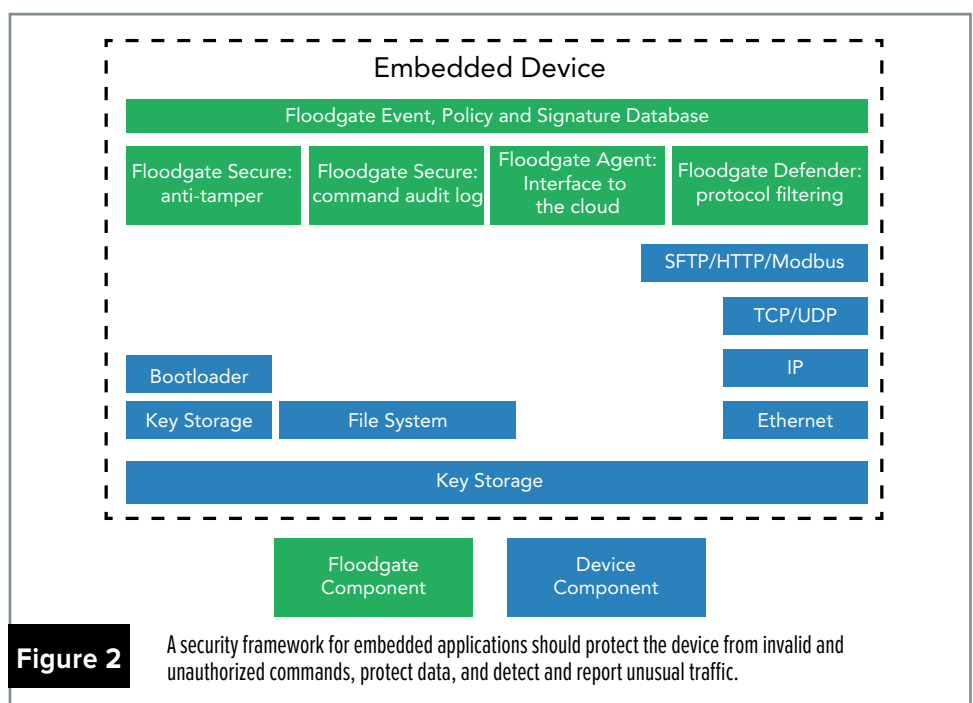 Embedded Device
Floodgate Event, Policy and Signature Database
Floodgate Secure:
anti-tamper
Floodgate Secure:
command audit log
Floodgate Agent:
Interface to
the cloud
Floodgate Defender:
protocol filtering
SFTP/HTTP/Modbus
TCP/UDP
Bootloader
IP
Key Storage
File System
Ethernet
Key Storage
Floodgate
Component
Device
Component
Figure 2
A security framework for embedded applications should protect the device from invalid and
unauthorized commands, protect data, and detect and report unusual traffic.